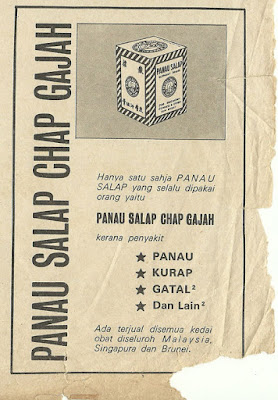 PANAU SALAP CHAP GAJAH
PANAU SALAP
Hanya satu sahja PANAU
SALAP yang selalu dipakai
orang yaitu
PANAU SALAP CHAP GAJAH
kerana penyakit
★ PANAU
★ KURAP
★ GATAL²
★ Dan Lain²
Ada terjual disemua kedai
obat diseluroh Malaysia,
Singapura dan Brunei.